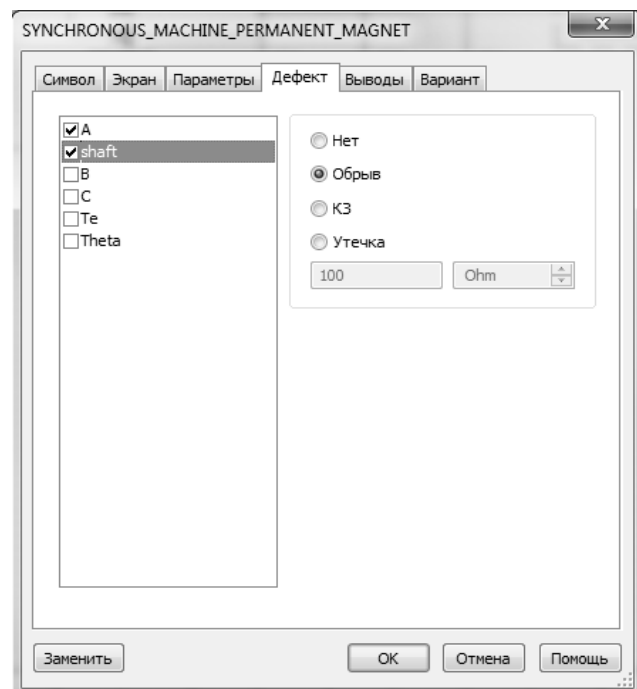 SYNCHRONOUS_MACHINE_PERMANENT_MAGNET
Символ Экран Параметры Дефект Выводы Вариант
A
shaft
B
C
Te
Theta
Нет
Обрыв
КЗ
Утечка
100 Ohm
Заменить OK Отмена Помощь